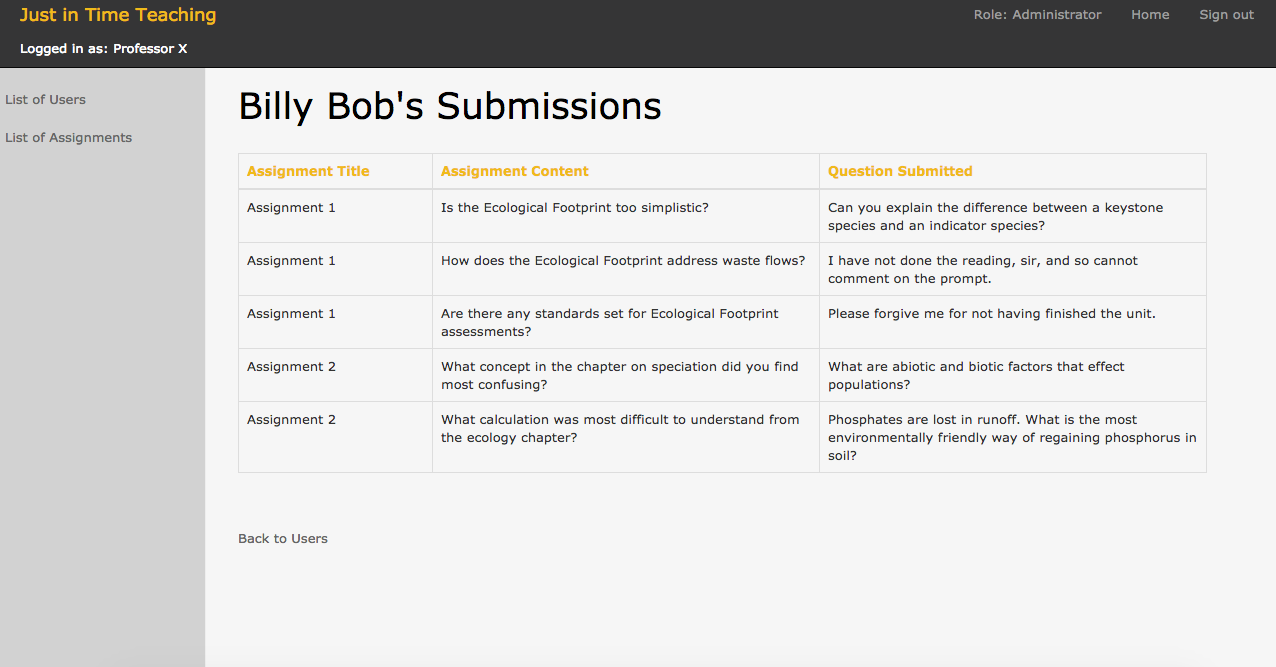 Just in Time Teaching
Role: Administrator
Home
Sign out
Logged in as: Professor X
List of Users
List of Assignments
Billy Bob's Submissions
Assignment Title
Assignment Content
Question Submitted
Assignment 1
Is the Ecological Footprint too simplistic?
Can you explain the difference between a keystone
species and an indicator species?
Assignment 1
How does the Ecological Footprint address waste flows?
I have not done the reading, sir, and so cannot
comment on the prompt.
Assignment 1
Are there any standards set for Ecological Footprint
assessments?
Please forgive me for not having finished the unit.
Assignment 2
What concept in the chapter on speciation did you find
most confusing?
What are abiotic and biotic factors that effect
populations?
Assignment 2
What calculation was most difficult to understand from
the ecology chapter?
Phosphates are lost in runoff. What is the most
environmentally friendly way of regaining phosphorus in
soil?
Back to Users